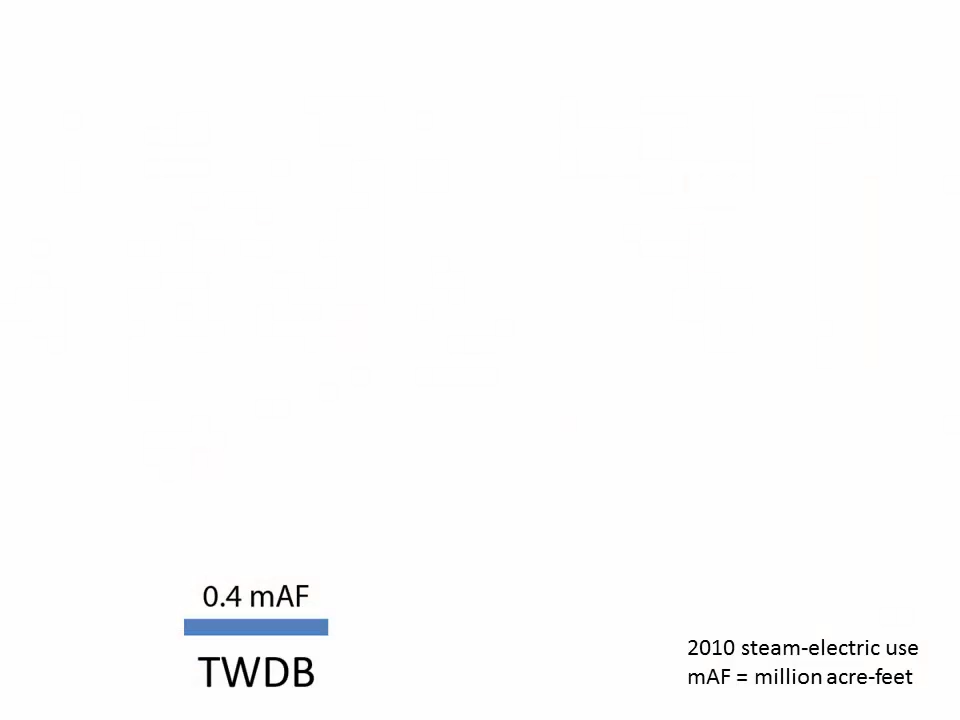 0.4 mAF
TWDB
2010 steam-electric use
mAF = million acre-feet